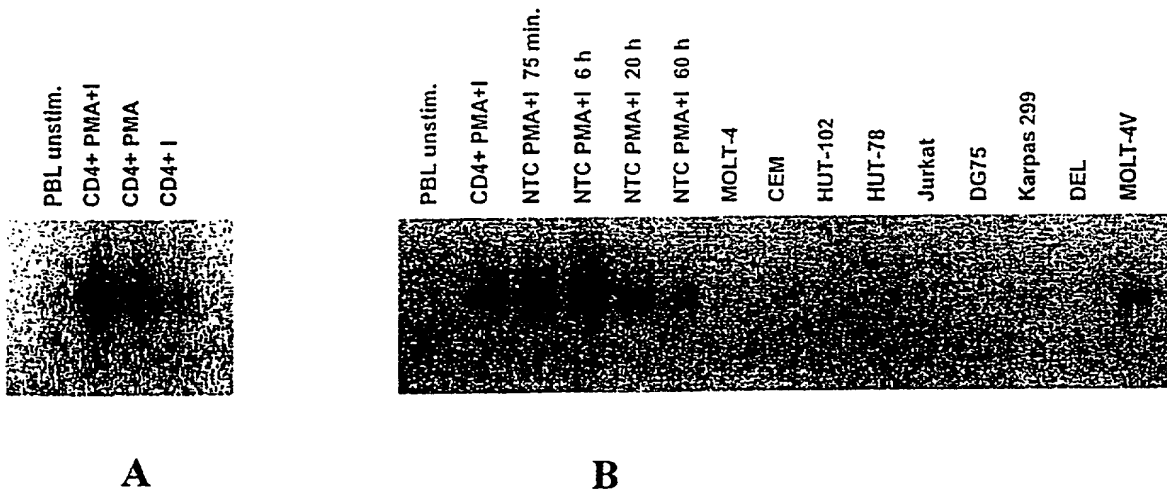 PBL unstim.
CD4+ PMA+I
CD4+ PMA
CD4+ I
PBL unstim.
CD4+ PMA+I
NTC PMA+I 75 min.
NTC PMA+I 6 h
NTC PMA+I 20 h
NTC PMA+I 60 h
MOLT-4
CEM
HUT-102
HUT-78
Jurkat
DG75
Karpas 299
DEL
MOLT-4V
A
B